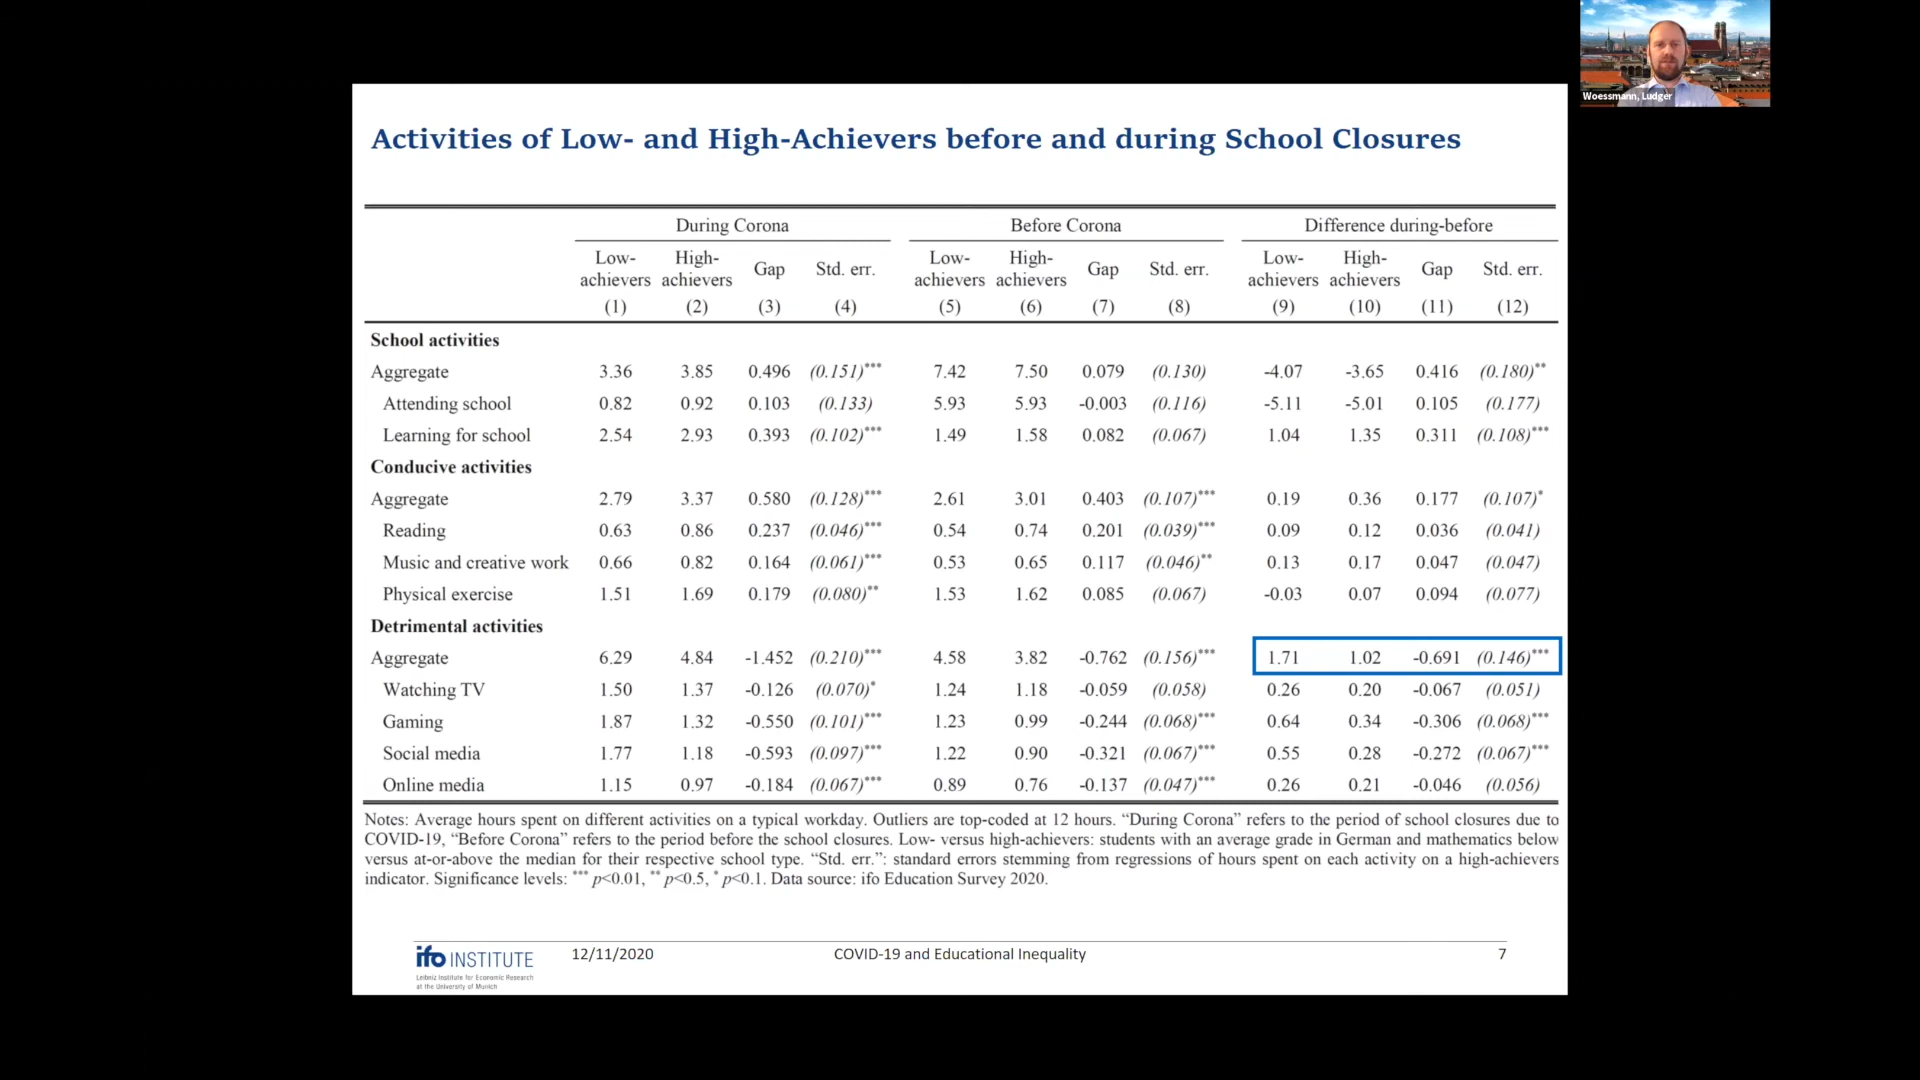 Woessmann, Ludger
Activities of Low- and High-Achievers before and during School Closures
During Corona Before Corona Difference during-before
Low-achievers High-achievers Gap Std. err. Low-achievers High-achievers Gap Std. err. Low-achievers High-achievers Gap Std. err.
(1) (2) (3) (4) (5) (6) (7) (8) (9) (10) (11) (12)
School activities
Aggregate 3.36 3.85 0.496 (0.151)*** 7.42 7.50 0.079 (0.130) -4.07 -3.65 0.416 (0.180)**
Attending school 0.82 0.92 0.103 (0.133) 5.93 5.93 -0.003 (0.116) -5.11 -5.01 0.105 (0.177)
Learning for school 2.54 2.93 0.393 (0.102)*** 1.49 1.58 0.082 (0.067) 1.04 1.35 0.311 (0.108)***
Conducive activities
Aggregate 2.79 3.37 0.580 (0.128)*** 2.61 3.01 0.403 (0.107)*** 0.19 0.36 0.177 (0.107)*
Reading 0.63 0.86 0.237 (0.046)*** 0.54 0.74 0.201 (0.039)*** 0.09 0.12 0.036 (0.041)
Music and creative work 0.66 0.82 0.164 (0.061)*** 0.53 0.65 0.117 (0.046)** 0.13 0.17 0.047 (0.047)
Physical exercise 1.51 1.69 0.179 (0.080)** 1.53 1.62 0.085 (0.067) -0.03 0.07 0.094 (0.077)
Detrimental activities
Aggregate 6.29 4.84 -1.452 (0.210)*** 4.58 3.82 -0.762 (0.156)*** 1.71 1.02 -0.691 (0.146)***
Watching TV 1.50 1.37 -0.126 (0.070)* 1.24 1.18 -0.059 (0.058) 0.26 0.20 -0.067 (0.051)
Gaming 1.87 1.32 -0.550 (0.101)*** 1.23 0.99 -0.244 (0.068)*** 0.64 0.34 -0.306 (0.068)***
Social media 1.77 1.18 -0.593 (0.097)*** 1.22 0.90 -0.321 (0.067)*** 0.55 0.28 -0.272 (0.067)***
Online media 1.15 0.97 -0.184 (0.067)*** 0.89 0.76 -0.137 (0.047)*** 0.26 0.21 -0.046 (0.056)
Notes: Average hours spent on different activities on a typical workday. Outliers are top-coded at 12 hours. “During Corona” refers to the period of school closures due to
COVID-19, “Before Corona” refers to the period before the school closures. Low- versus high-achievers: students with an average grade in German and mathematics below
versus at-or-above the median for their respective school type. “Std. err.”: standard errors stemming from regressions of hours spent on each activity on a high-achievers
indicator. Significance levels: *** p<0.01, ** p<0.5, * p<0.1. Data source: ifo Education Survey 2020.
ifo INSTITUTE
Leibniz Institute for Economic Research
at the University of Munich
12/11/2020
COVID-19 and Educational Inequality
7